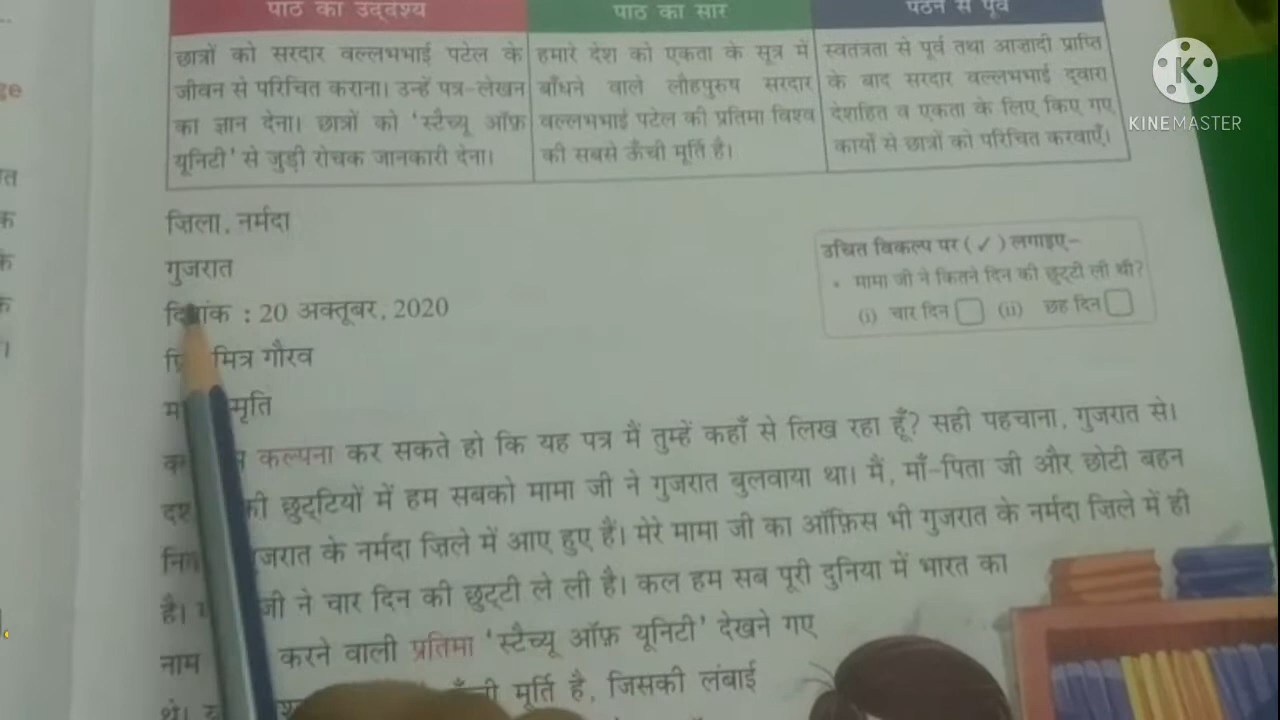 पाठ का उद्देश्य
पाठ का सार
पठन से पूर्व
छात्रों को सरदार वल्लभभाई पटेल के
जीवन से परिचित कराना। उन्हें पत्र-लेखन
का ज्ञान देना। छात्रों को ‘स्टैच्यू ऑफ़
यूनिटी’ से जुड़ी रोचक जानकारी देना।
हमारे देश को एकता के सूत्र में
बाँधने वाले लौहपुरुष सरदार
वल्लभभाई पटेल की प्रतिमा विश्व
की सबसे ऊँची मूर्ति है।
स्वतंत्रता से पूर्व तथा आज़ादी प्राप्ति
के बाद सरदार वल्लभभाई द्वारा
देशहित व एकता के लिए किए गए
कार्यों से छात्रों को परिचित करवाएँ।
KINEMASTER
ज़िला, नर्मदा
गुजरात
दिनांक : 20 अक्तूबर, 2020
मित्र गौरव
उचित विकल्प पर (✓) लगाइए-
• मामा जी ने कितने दिन की छुट्टी ली थी?
(i) चार दिन (ii) छह दिन
कल्पना कर सकते हो कि यह पत्र मैं तुम्हें कहाँ से लिख रहा हूँ? सही पहचाना, गुजरात से।
की छुट्टियों में हम सबको मामा जी ने गुजरात बुलवाया था। मैं, माँ-पिता जी और छोटी बहन
के नर्मदा ज़िले में आए हुए हैं। मेरे मामा जी का ऑफ़िस भी गुजरात के नर्मदा ज़िले में ही
है। जी ने चार दिन की छुट्टी ले ली है। कल हम सब पूरी दुनिया में भारत का
नाम करने वाली प्रतिमा ‘स्टैच्यू ऑफ़ यूनिटी’ देखने गए
थे। मूर्ति है, जिसकी लंबाई